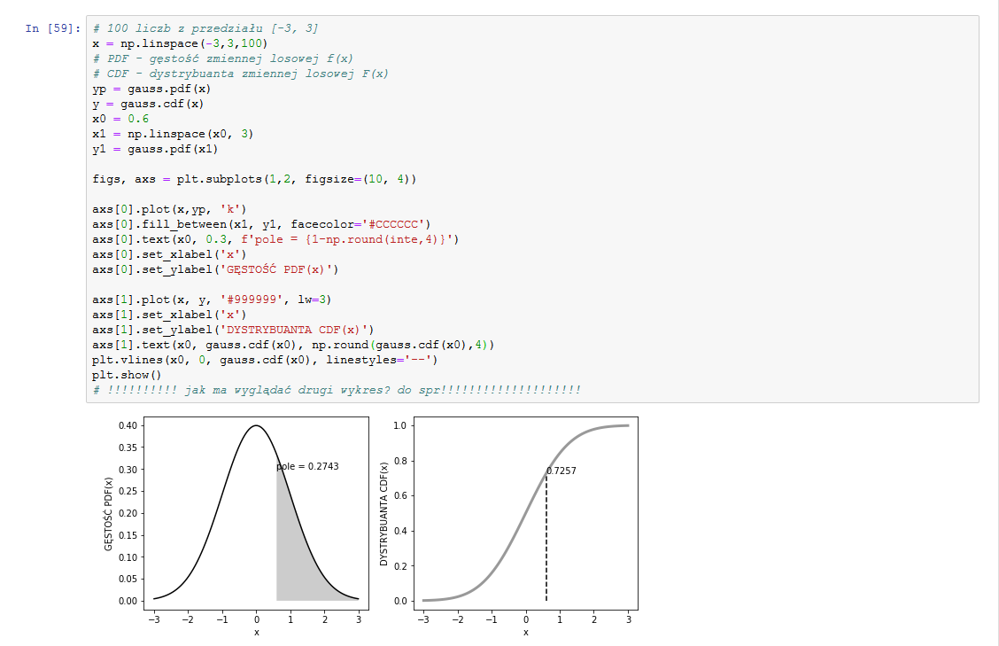 In [59]:
# 100 liczb z przedziału [-3, 3]
x = np.linspace(-3,3,100)
# PDF - gęstość zmiennej losowej f(x)
# CDF - dystrybuanta zmiennej losowej F(x)
yp = gauss.pdf(x)
y = gauss.cdf(x)
x0 = 0.6
x1 = np.linspace(x0, 3)
y1 = gauss.pdf(x1)
figs, axs = plt.subplots(1,2, figsize=(10, 4))
axs[0].plot(x,yp, 'k')
axs[0].fill_between(x1, y1, facecolor='#CCCCCC')
axs[0].text(x0, 0.3, f'pole = {1-np.round(inte,4)}')
axs[0].set_xlabel('x')
axs[0].set_ylabel('GĘSTOŚĆ PDF(x)')
axs[1].plot(x, y, '#999999', lw=3)
axs[1].set_xlabel('x')
axs[1].set_ylabel('DYSTRYBUANTA CDF(x)')
axs[1].text(x0, gauss.cdf(x0), np.round(gauss.cdf(x0),4))
plt.vlines(x0, 0, gauss.cdf(x0), linestyles='--')
plt.show()
# !!!!!!!!!! jak ma wyglądać drugi wykres? do spr!!!!!!!!!!!!!!!!!!!!
GĘSTOŚĆ PDF(x)
0.40
0.35
0.30
0.25
0.20
0.15
0.10
0.05
0.00
pole = 0.2743
−3 −2 −1 0 1 2 3
x
DYSTRYBUANTA CDF(x)
1.0
0.8
0.6
0.4
0.2
0.0
0.7257
−3 −2 −1 0 1 2 3
x